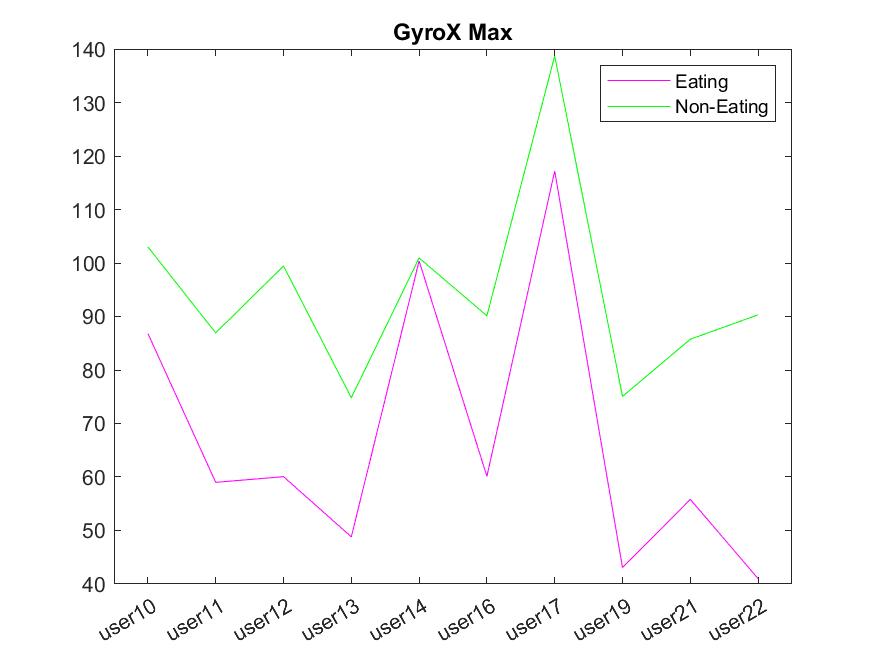 GyroX Max
140
130
120
110
100
90
80
70
60
50
40
Eating
Non-Eating
user10
user11
user12
user13
user14
user16
user17
user19
user21
user22